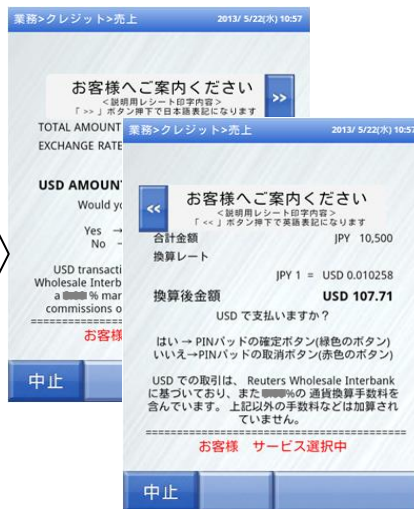 業務>クレジット>売上 2013/ 5/22(水) 10:57
お客様へご案内ください
<説明用レシート印字内容>
「 >> 」ボタン押下で日本語表記になります
>>
TOTAL AMOUNT
EXCHANGE RATE
USD AMOUN
Would yo
Yes →
No
USD transacti
Wholesale Interb
a % mar
commissions o
======================
お客様
中止
業務>クレジット>売上 2013/ 5/22(水) 10:57
<<
お客様へご案内ください
<説明用レシート印字内容>
「 << 」ボタン押下で英語表記になります
合計金額 JPY 10,500
換算レート
JPY 1 = USD 0.010258
換算後金額 USD 107.71
USD で支払いますか？
はい → PINパッドの確定ボタン(緑色のボタン)
いいえ→PINパッドの取消ボタン(赤色のボタン)
USD での取引は、 Reuters Wholesale Interbank
に基づいており、また %の 通貨換算手数料を
含んでいます。 上記以外の手数料などは加算され
ていません。
==========================================
お客様 サービス選択中
中止